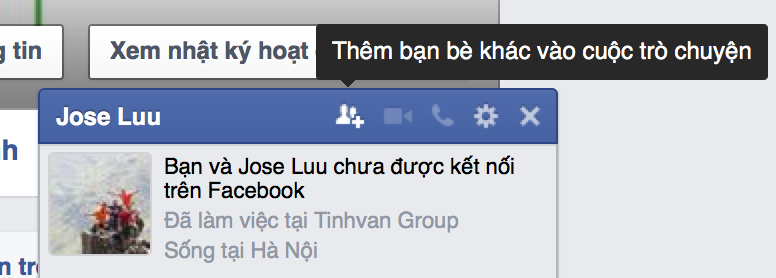 tin
Xem nhật ký hoạt
Thêm bạn bè khác vào cuộc trò chuyện
Jose Luu
Bạn và Jose Luu chưa được kết nối
trên Facebook
Đã làm việc tại Tinhvan Group
Sống tại Hà Nội